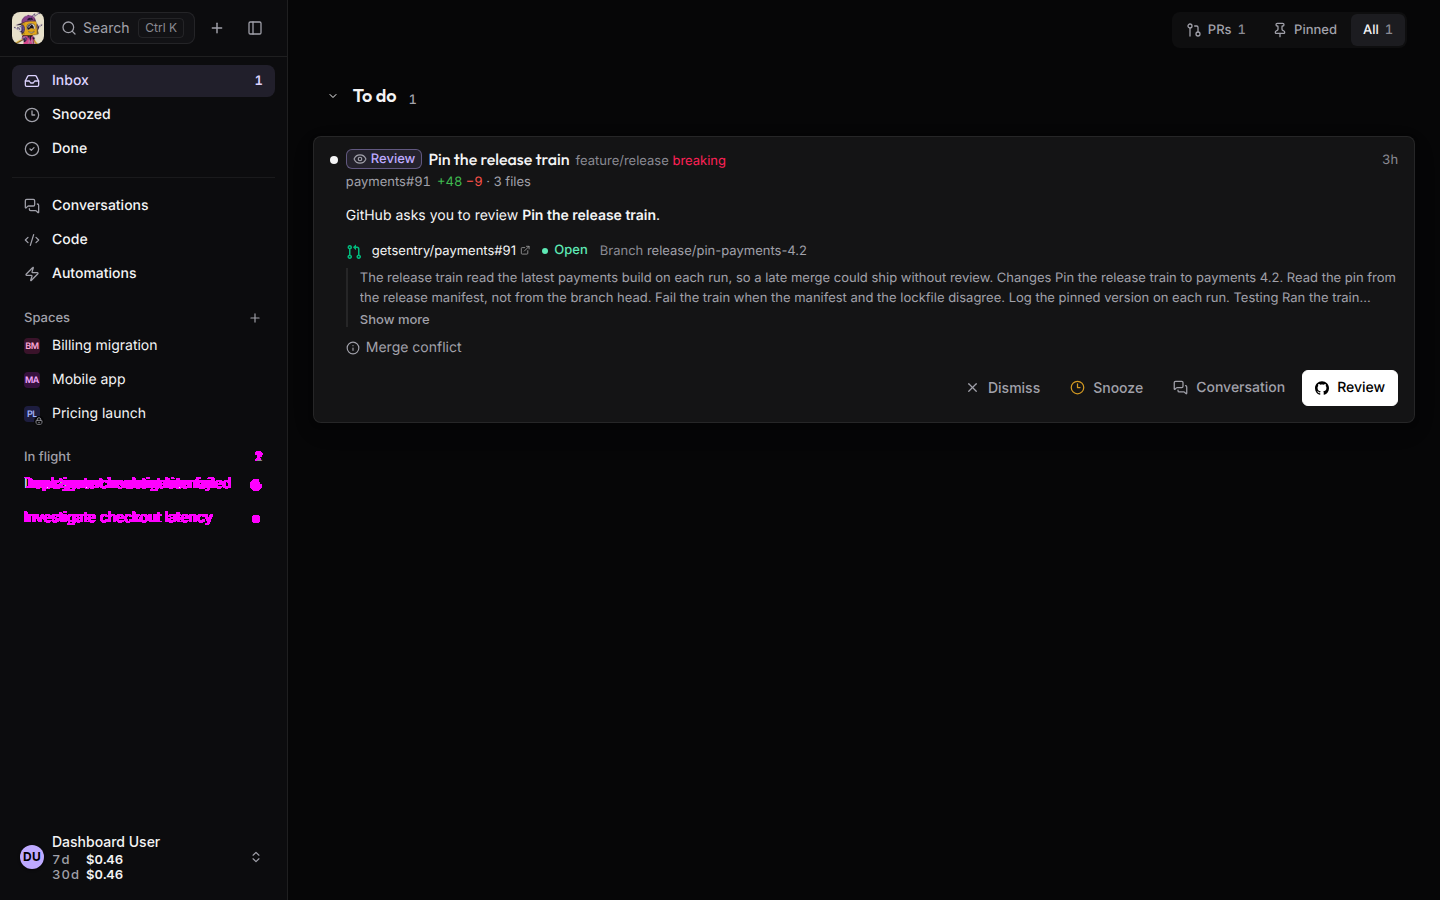 Search Ctrl K
Inbox 1
Snoozed
Done
Conversations
Code
Automations
Spaces
BM Billing migration
MA Mobile app
PL Pricing launch
In flight
Investigate checkout latency
DU Dashboard User
7d $0.46
30d $0.46
PRs 1 Pinned All 1
To do 1
Review Pin the release train feature/release breaking 3h
payments#91 +48 −9 · 3 files
GitHub asks you to review Pin the release train.
getsentry/payments#91 Open Branch release/pin-payments-4.2
The release train read the latest payments build on each run, so a late merge could ship without review. Changes Pin the release train to payments 4.2. Read the pin from
the release manifest, not from the branch head. Fail the train when the manifest and the lockfile disagree. Log the pinned version on each run. Testing Ran the train...
Show more
Merge conflict
Dismiss Snooze Conversation Review